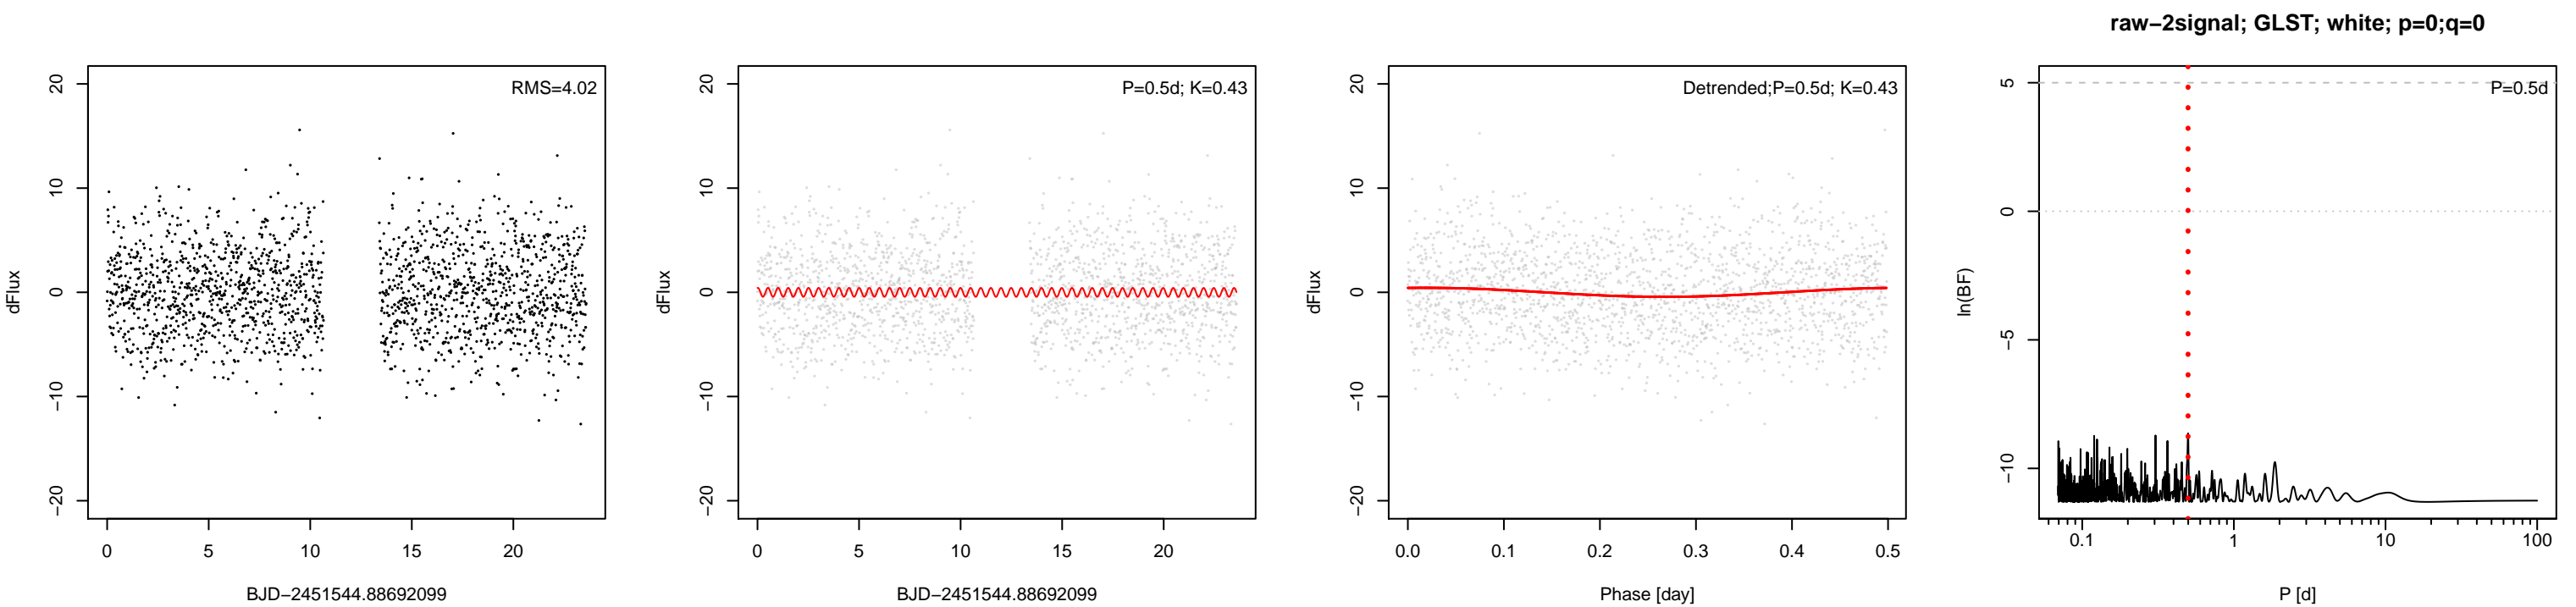 raw−2signal; GLST; white; p=0;q=0
RMS=4.02
20
10
0
−10
−20
dFlux
0 5 10 15 20
BJD−2451544.88692099
P=0.5d; K=0.43
20
10
0
−10
−20
dFlux
0 5 10 15 20
BJD−2451544.88692099
Detrended;P=0.5d; K=0.43
20
10
0
−10
−20
dFlux
0.0 0.1 0.2 0.3 0.4 0.5
Phase [day]
P=0.5d
5
0
−5
−10
ln(BF)
0.1 1 10 100
P [d]